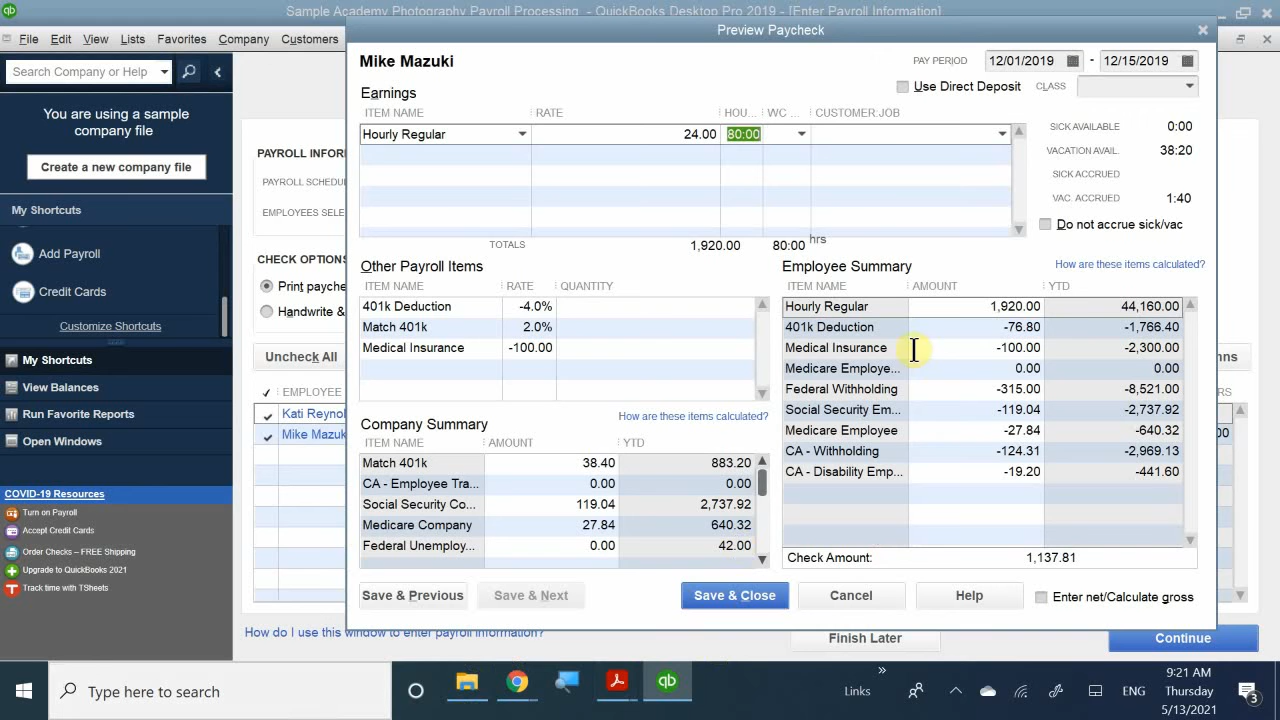 Sample Academy Photography Payroll Processing - QuickBooks Desktop Pro 2019 - [Enter Payroll Information]
File Edit View Lists Favorites Company Customers
Preview Paycheck
Search Company or Help
You are using a sample
company file
Create a new company file
My Shortcuts
Add Payroll
Credit Cards
Customize Shortcuts
My Shortcuts
View Balances
Run Favorite Reports
Open Windows
COVID-19 Resources
Turn on Payroll
Accept Credit Cards
Order Checks – FREE Shipping
Upgrade to QuickBooks 2021
Track time with TSheets
PAYROLL INFOR
PAYROLL SCHEDU
EMPLOYEES SELE
CHECK OPTIONS
Print payche
Handwrite &
Uncheck All
EMPLOYEE
Kati Reynol
Mike Mazuk
How do I use this window to enter payroll information?
Mike Mazuki
PAY PERIOD 12/01/2019 - 12/15/2019
Use Direct Deposit CLASS
Earnings
ITEM NAME RATE HOU... WC ... CUSTOMER:JOB
Hourly Regular 24.00 80:00
TOTALS 1,920.00 80:00 hrs
SICK AVAILABLE 0:00
VACATION AVAIL. 38:20
SICK ACCRUED
VAC. ACCRUED 1:40
Do not accrue sick/vac
Other Payroll Items
ITEM NAME RATE QUANTITY
401k Deduction -4.0%
Match 401k 2.0%
Medical Insurance -100.00
How are these items calculated?
Company Summary
ITEM NAME AMOUNT YTD
Match 401k 38.40 883.20
CA - Employee Tra... 0.00 0.00
Social Security Co... 119.04 2,737.92
Medicare Company 27.84 640.32
Federal Unemploy... 0.00 42.00
How are these items calculated?
Employee Summary
ITEM NAME AMOUNT YTD
Hourly Regular 1,920.00 44,160.00
401k Deduction -76.80 -1,766.40
Medical Insurance -100.00 -2,300.00
Medicare Employe... 0.00 0.00
Federal Withholding -315.00 -8,521.00
Social Security Em... -119.04 -2,737.92
Medicare Employee -27.84 -640.32
CA - Withholding -124.31 -2,969.13
CA - Disability Emp... -19.20 -441.60
Check Amount: 1,137.81
Save & Previous Save & Next Save & Close Cancel Help Enter net/Calculate gross
nns
RS
00
Finish Later Continue
Type here to search
Links
ENG
9:21 AM
Thursday
5/13/2021
3